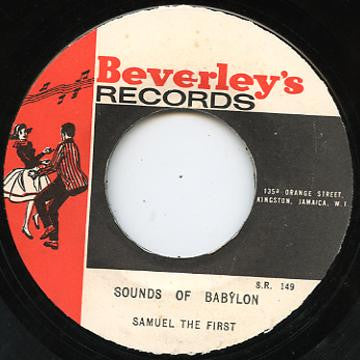 Beverley's
RECORDS
135A ORANGE STREET,
KINGSTON, JAMAICA, W.I.
S.R. 149
SOUNDS OF BABYLON
SAMUEL THE FIRST